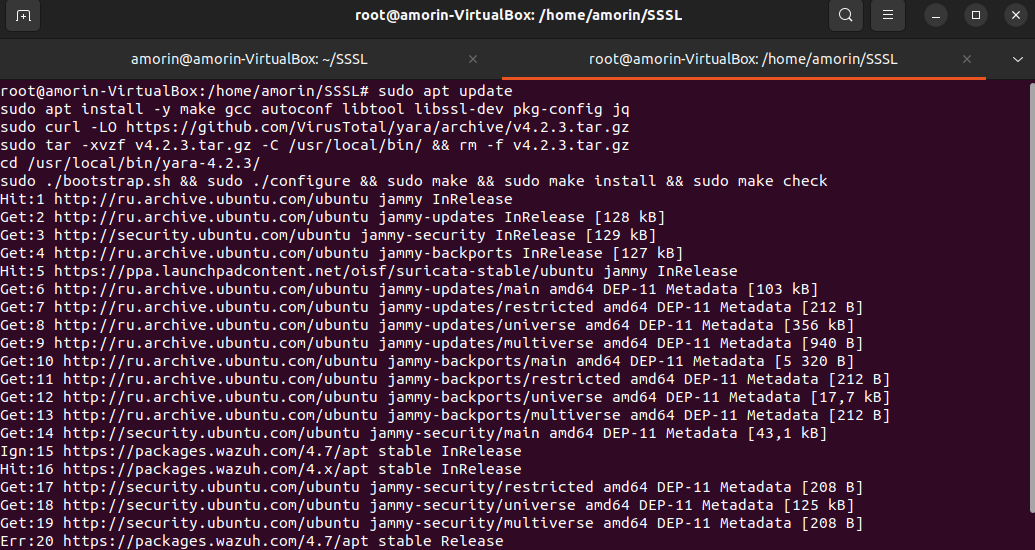 root@amorin-VirtualBox: /home/amorin/SSSL
amorin@amorin-VirtualBox: ~/SSSL
root@amorin-VirtualBox: /home/amorin/SSSL
root@amorin-VirtualBox:/home/amorin/SSSL# sudo apt update
sudo apt install -y make gcc autoconf libtool libssl-dev pkg-config jq
sudo curl -LO https://github.com/VirusTotal/yara/archive/v4.2.3.tar.gz
sudo tar -xvzf v4.2.3.tar.gz -C /usr/local/bin/ && rm -f v4.2.3.tar.gz
cd /usr/local/bin/yara-4.2.3/
sudo ./bootstrap.sh && sudo ./configure && sudo make && sudo make install && sudo make check
Hit:1 http://ru.archive.ubuntu.com/ubuntu jammy InRelease
Get:2 http://ru.archive.ubuntu.com/ubuntu jammy-updates InRelease [128 kB]
Get:3 http://security.ubuntu.com/ubuntu jammy-security InRelease [129 kB]
Get:4 http://ru.archive.ubuntu.com/ubuntu jammy-backports InRelease [127 kB]
Hit:5 https://ppa.launchpadcontent.net/oisf/suricata-stable/ubuntu jammy InRelease
Get:6 http://ru.archive.ubuntu.com/ubuntu jammy-updates/main amd64 DEP-11 Metadata [103 kB]
Get:7 http://ru.archive.ubuntu.com/ubuntu jammy-updates/restricted amd64 DEP-11 Metadata [212 B]
Get:8 http://ru.archive.ubuntu.com/ubuntu jammy-updates/universe amd64 DEP-11 Metadata [356 kB]
Get:9 http://ru.archive.ubuntu.com/ubuntu jammy-updates/multiverse amd64 DEP-11 Metadata [940 B]
Get:10 http://ru.archive.ubuntu.com/ubuntu jammy-backports/main amd64 DEP-11 Metadata [5 320 B]
Get:11 http://ru.archive.ubuntu.com/ubuntu jammy-backports/restricted amd64 DEP-11 Metadata [212 B]
Get:12 http://ru.archive.ubuntu.com/ubuntu jammy-backports/universe amd64 DEP-11 Metadata [17,7 kB]
Get:13 http://ru.archive.ubuntu.com/ubuntu jammy-backports/multiverse amd64 DEP-11 Metadata [212 B]
Get:14 http://security.ubuntu.com/ubuntu jammy-security/main amd64 DEP-11 Metadata [43,1 kB]
Ign:15 https://packages.wazuh.com/4.7/apt stable InRelease
Hit:16 https://packages.wazuh.com/4.x/apt stable InRelease
Get:17 http://security.ubuntu.com/ubuntu jammy-security/restricted amd64 DEP-11 Metadata [208 B]
Get:18 http://security.ubuntu.com/ubuntu jammy-security/universe amd64 DEP-11 Metadata [125 kB]
Get:19 http://security.ubuntu.com/ubuntu jammy-security/multiverse amd64 DEP-11 Metadata [208 B]
Err:20 https://packages.wazuh.com/4.7/apt stable Release